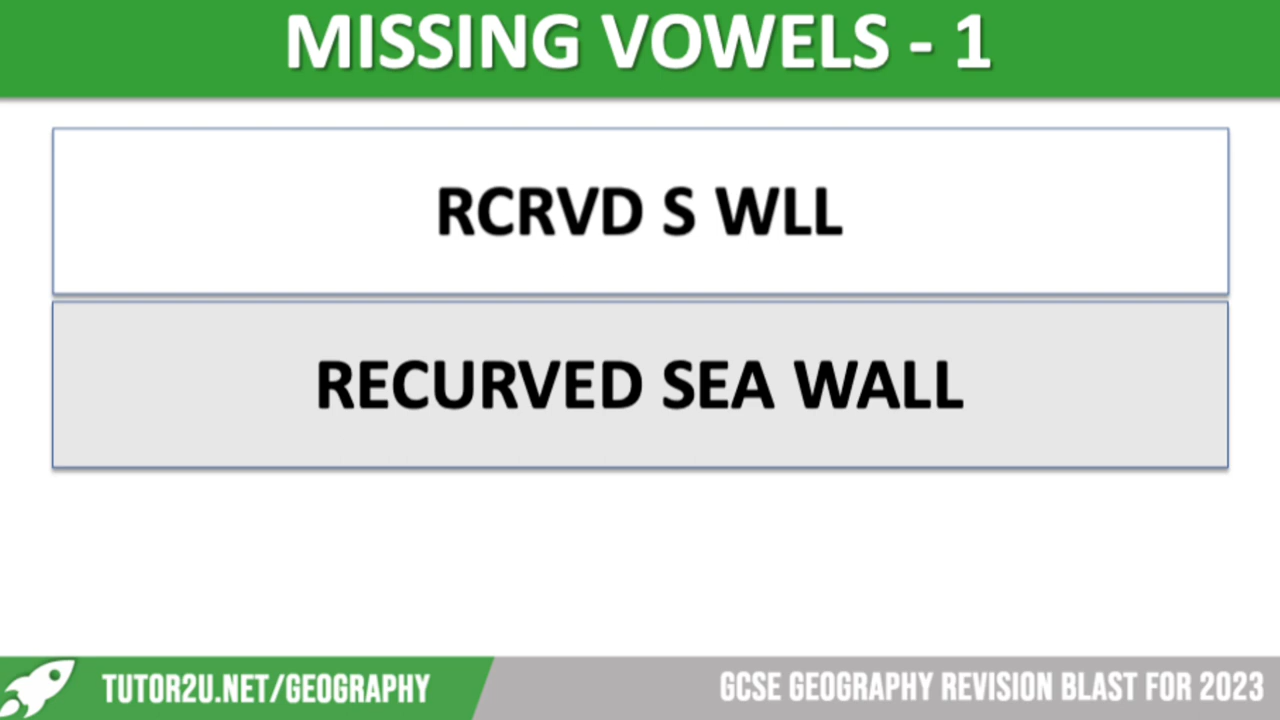 MISSING VOWELS - 1
RCRVD S WLL
RECURVED SEA WALL
TUTOR2U.NET/GEOGRAPHY
GCSE GEOGRAPHY REVISION BLAST FOR 2023